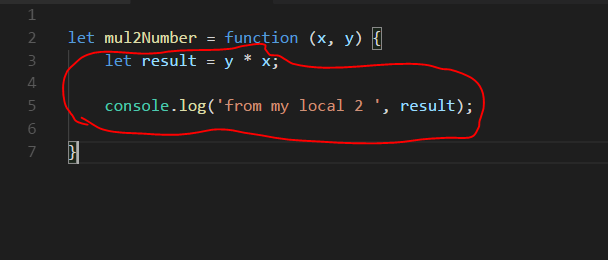 1
2 let mul2Number = function (x, y) {
3 let result = y * x;
4
5 console.log('from my local 2 ', result);
6
7 }